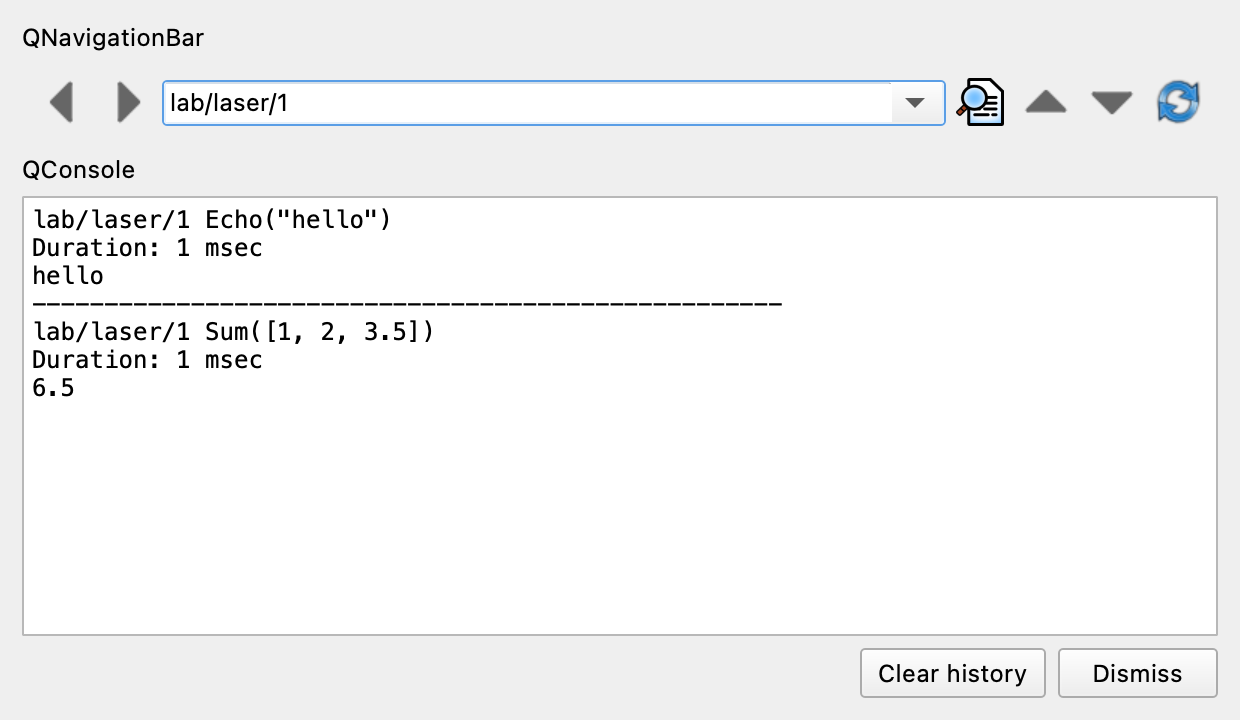 QNavigationBar
lab/laser/1
QConsole
lab/laser/1 Echo("hello")
Duration: 1 msec
hello
----------------------------------------------------
lab/laser/1 Sum([1, 2, 3.5])
Duration: 1 msec
6.5
Clear history
Dismiss